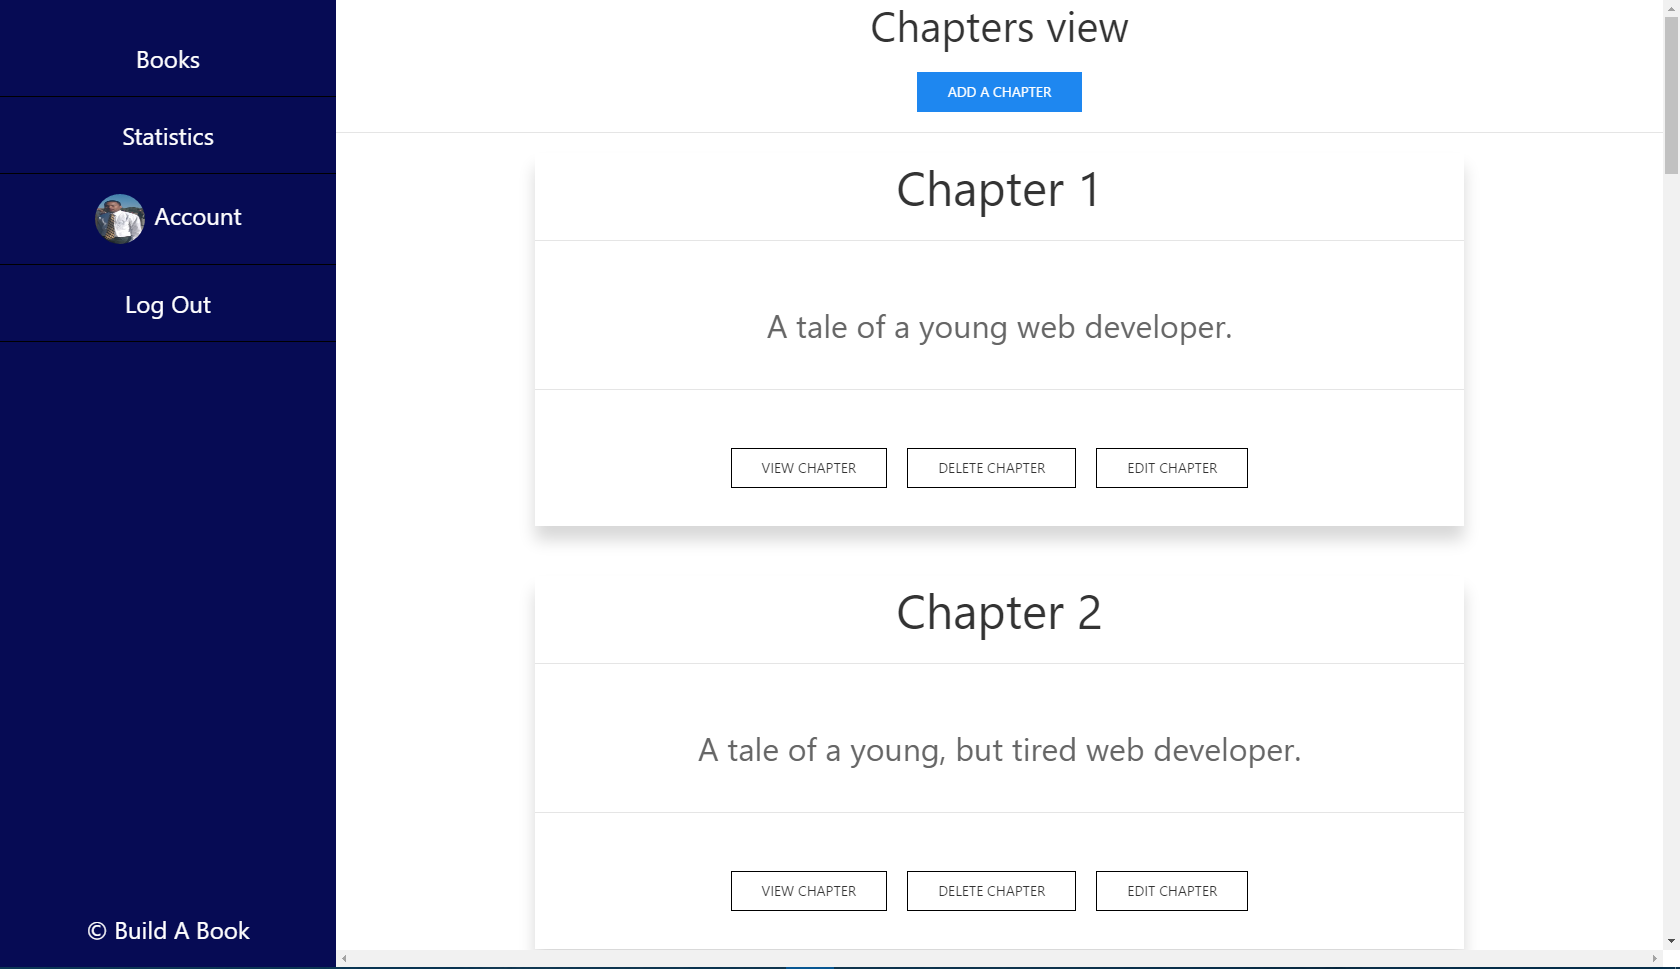 Books
Statistics
Account
Log Out
© Build A Book
Chapters view
ADD A CHAPTER
Chapter 1
A tale of a young web developer.
VIEW CHAPTER DELETE CHAPTER EDIT CHAPTER
Chapter 2
A tale of a young, but tired web developer.
VIEW CHAPTER DELETE CHAPTER EDIT CHAPTER